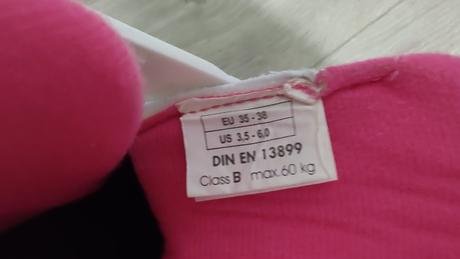 EU 35 - 38
US 3,5 - 6,0
DIN EN 13899
Class B max.60 kg